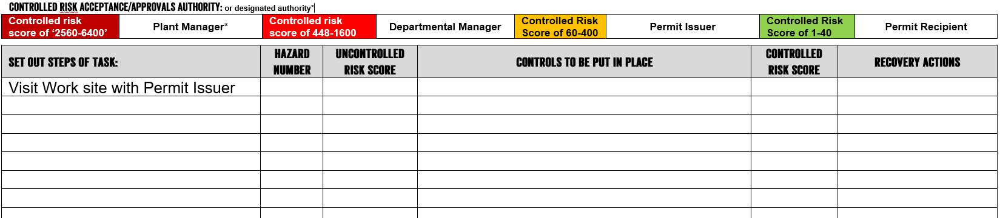 CONTROLLED RISK ACCEPTANCE/APPROVALS AUTHORITY: or designated authority*
Controlled risk
score of ‘2560-6400’
Plant Manager*
Controlled risk
score of 448-1600
Departmental Manager
Controlled Risk
Score of 60-400
Permit Issuer
Controlled Risk
Score of 1-40
Permit Recipient
SET OUT STEPS OF TASK:
HAZARD
NUMBER
UNCONTROLLED
RISK SCORE
CONTROLS TO BE PUT IN PLACE
CONTROLLED
RISK SCORE
RECOVERY ACTIONS
Visit Work site with Permit Issuer